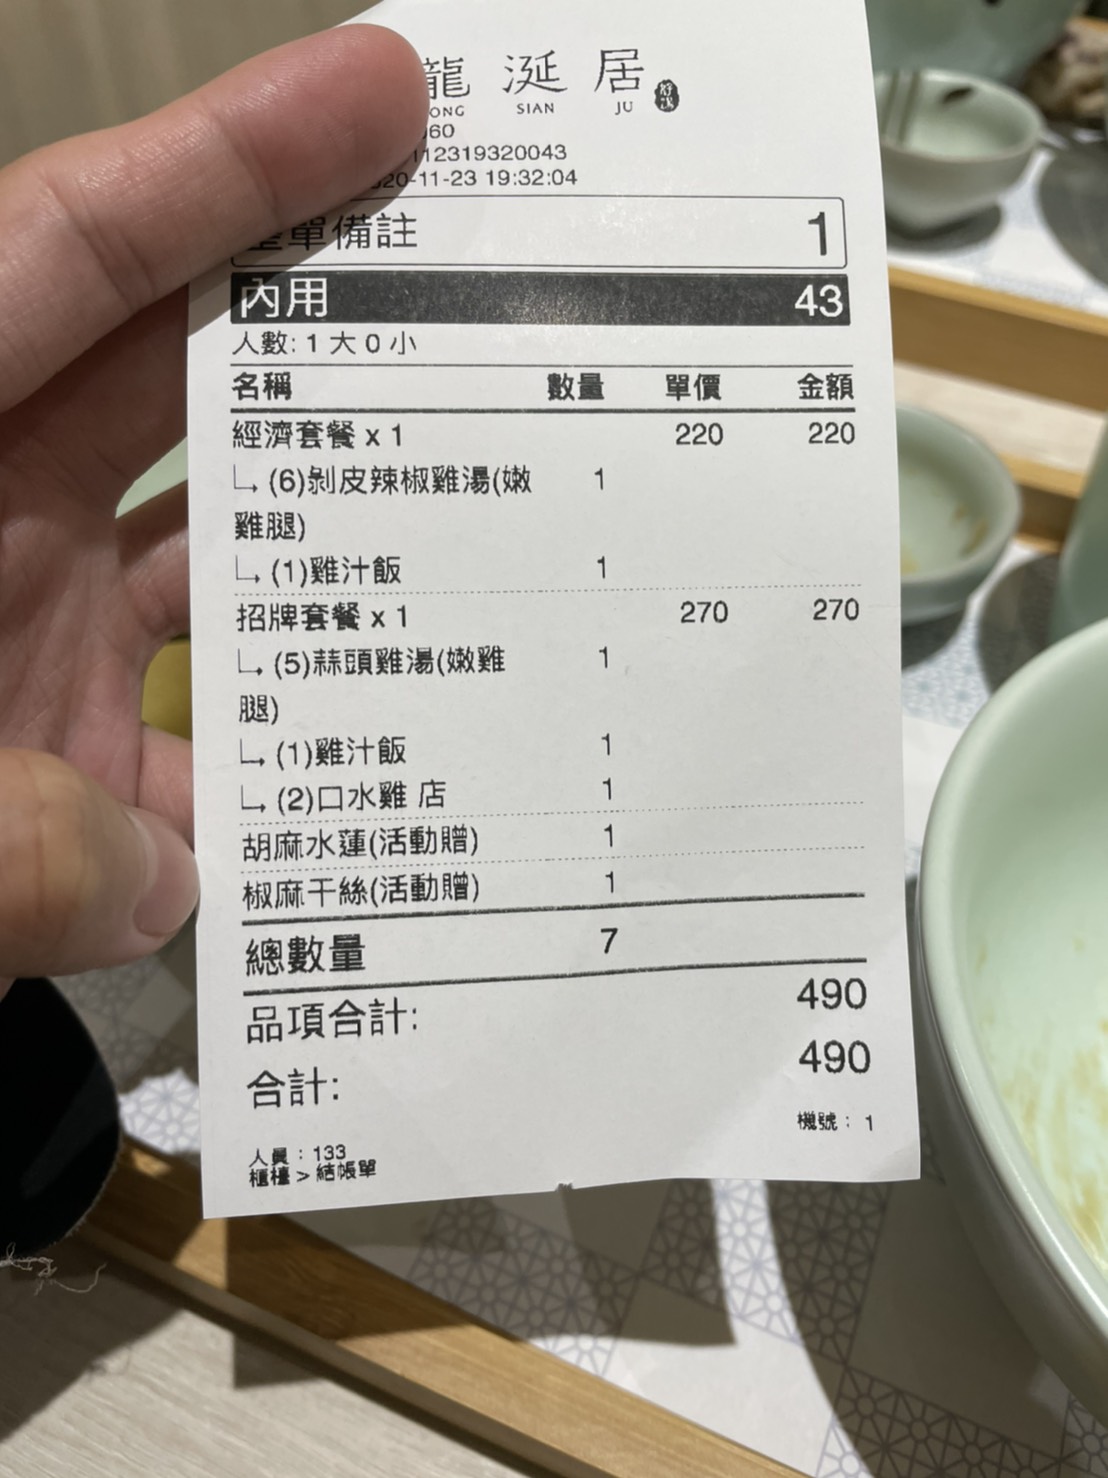 龍涎居
ONG SIAN JU
060
112319320043
020-11-23 19:32:04
整單備註 1
內用 43
人數: 1 大 0 小
名稱 數量 單價 金額
經濟套餐 x 1 220 220
(6)剝皮辣椒雞湯(嫩 1
雞腿)
(1)雞汁飯 1
招牌套餐 x 1 270 270
(5)蒜頭雞湯(嫩雞 1
腿)
(1)雞汁飯 1
(2)口水雞 店 1
胡麻水蓮(活動贈) 1
椒麻干絲(活動贈) 1
總數量 7
品項合計: 490
合計: 490
機號：1
人員：133
櫃檯 > 結帳單